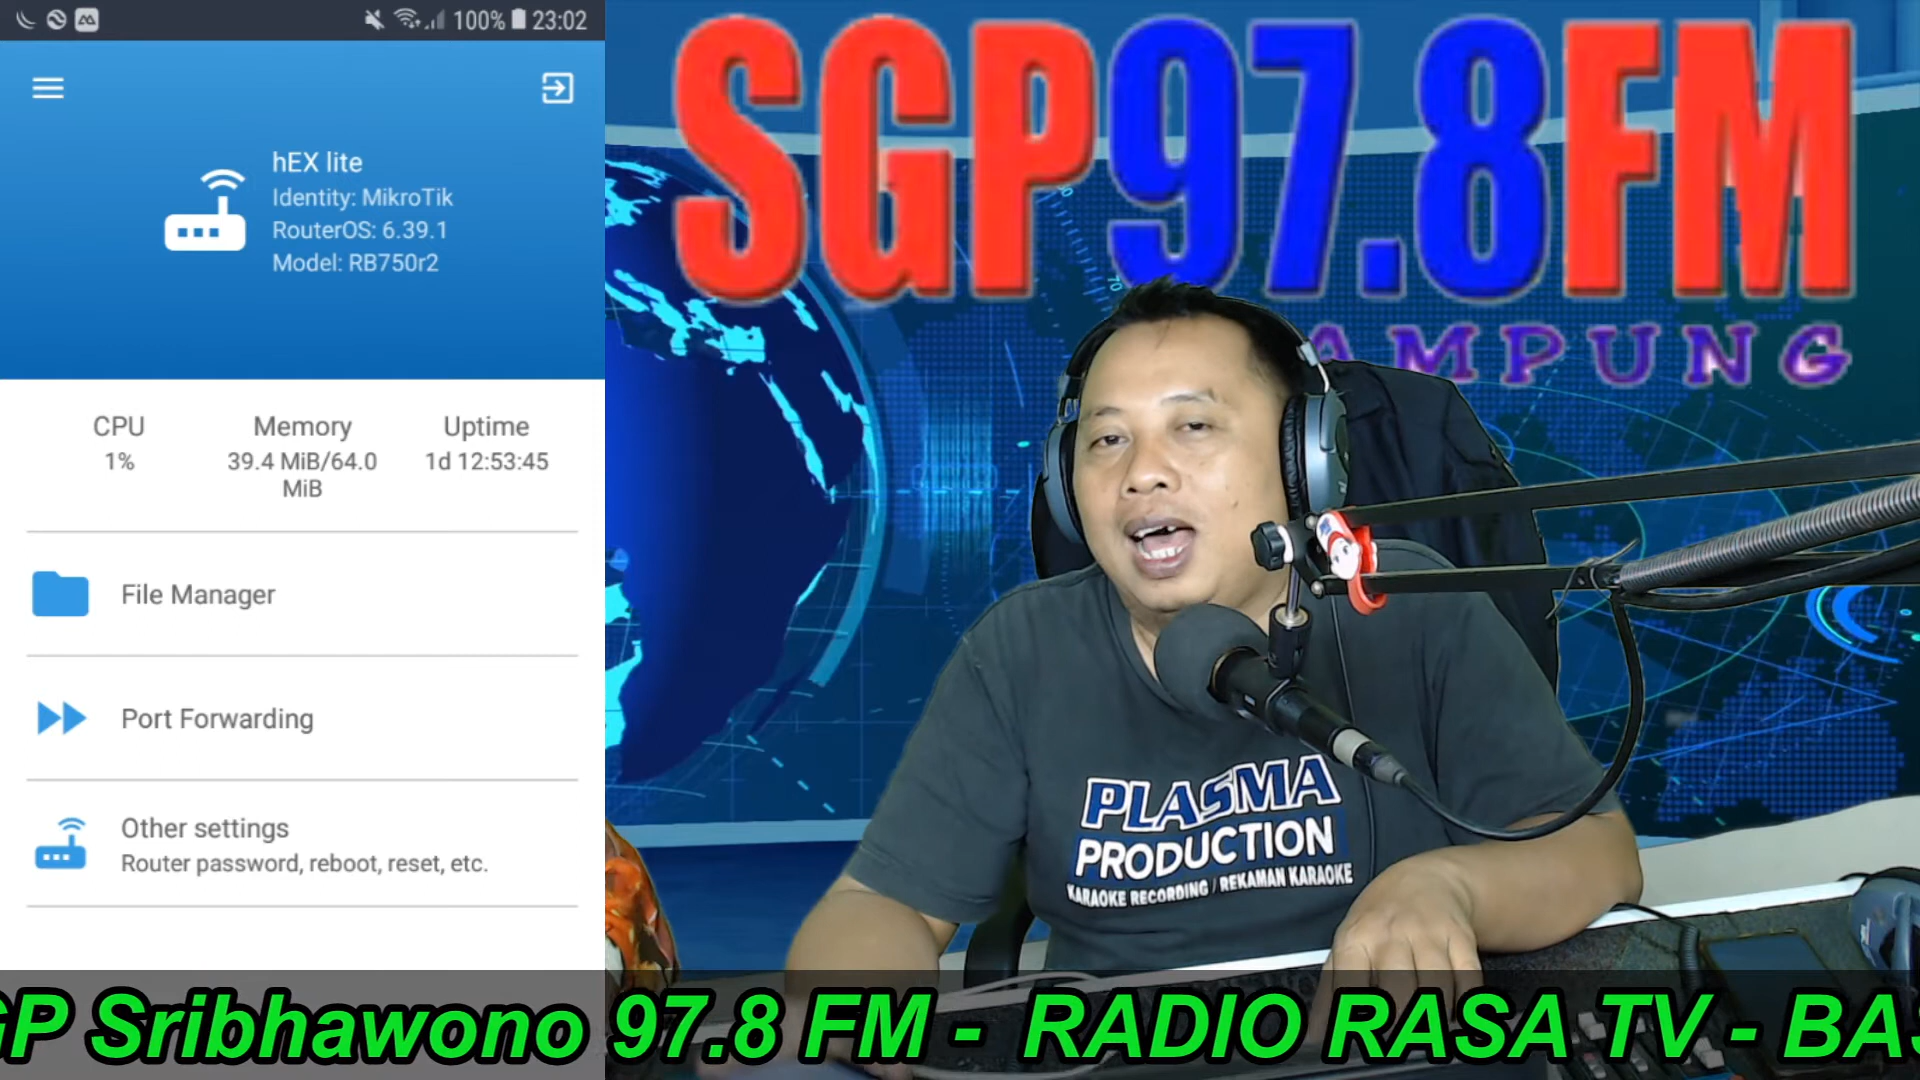 100% 23:02
hEX lite
Identity: MikroTik
RouterOS: 6.39.1
Model: RB750r2
CPU
1%
Memory
39.4 MiB/64.0
MiB
Uptime
1d 12:53:45
File Manager
Port Forwarding
Other settings
Router password, reboot, reset, etc.
SGP97.8FM
AMPUNG
PLASMA
PRODUCTION
KARAOKE RECORDING / REKAMAN KARAOKE
GP Sribhawono 97.8 FM - RADIO RASA TV - BAS